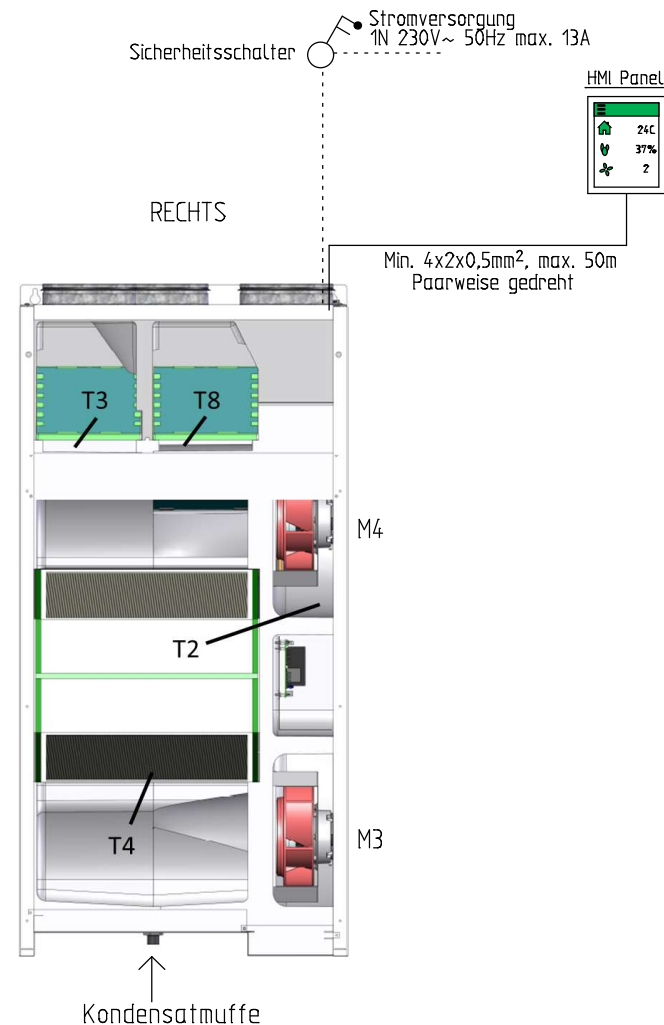 Stromversorgung
1N 230V~ 50Hz max. 13A
Sicherheitsschalter
HMI Panel
24C
37%
2
RECHTS
Min. 4x2x0,5mm², max. 50m
Paarweise gedreht
T3
T8
M4
T2
T4
M3
Kondensatmuffe